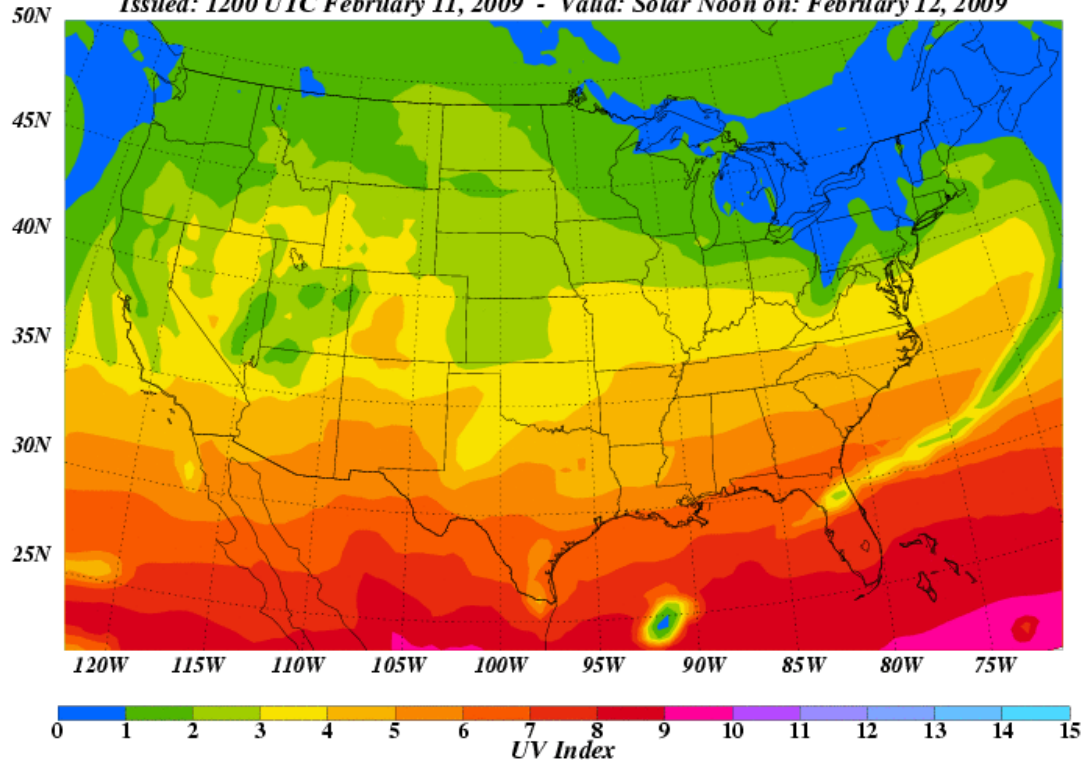 Issued: 1200 UTC February 11, 2009 - Valid: Solar Noon on: February 12, 2009
50N
45N
40N
35N
30N
25N
120W 115W 110W 105W 100W 95W 90W 85W 80W 75W
0 1 2 3 4 5 6 7 8 9 10 11 12 13 14 15
UV Index